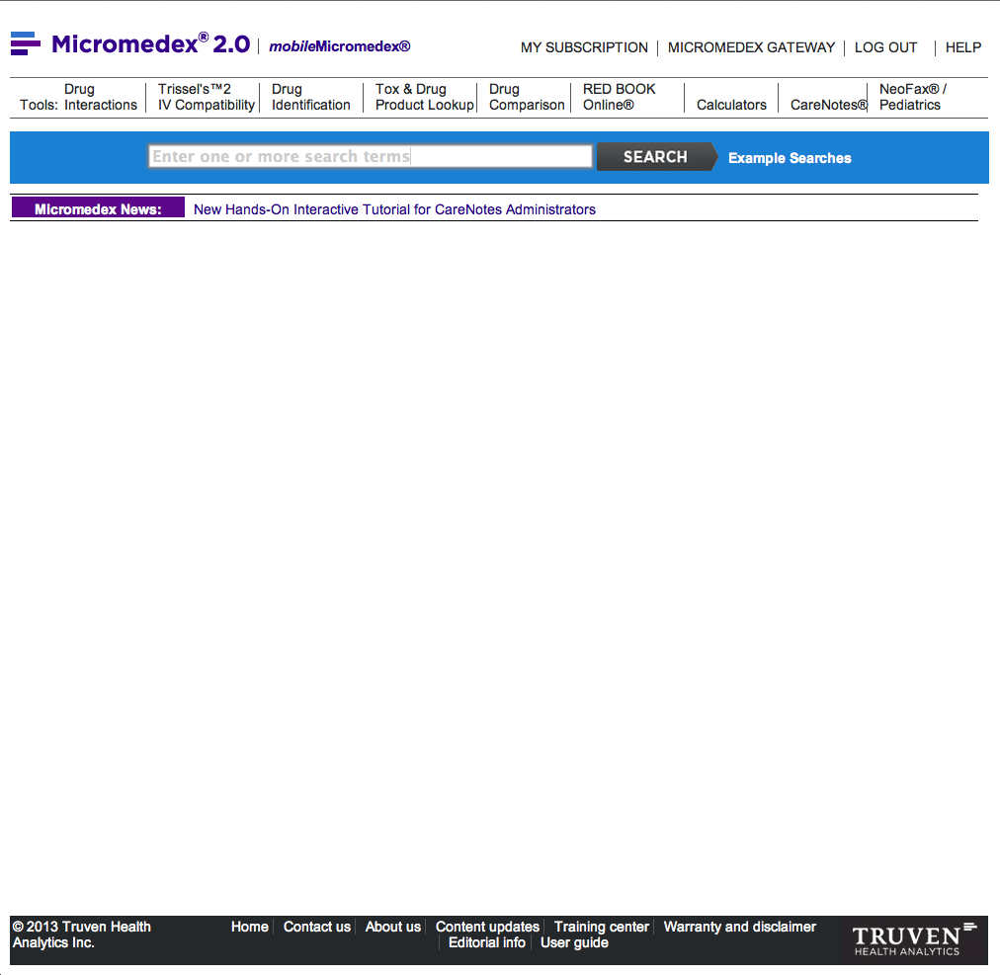 Micromedex® 2.0 | mobileMicromedex®
MY SUBSCRIPTION | MICROMEDEX GATEWAY | LOG OUT | HELP
Tools:
Drug
Interactions
Trissel's™2
IV Compatibility
Drug
Identification
Tox & Drug
Product Lookup
Drug
Comparison
RED BOOK
Online®
Calculators
CareNotes®
NeoFax® /
Pediatrics
Enter one or more search terms
SEARCH
Example Searches
Micromedex News: New Hands-On Interactive Tutorial for CareNotes Administrators
© 2013 Truven Health
Analytics Inc.
Home | Contact us | About us | Content updates | Training center | Warranty and disclaimer
| Editorial info | User guide
TRUVEN
HEALTH ANALYTICS